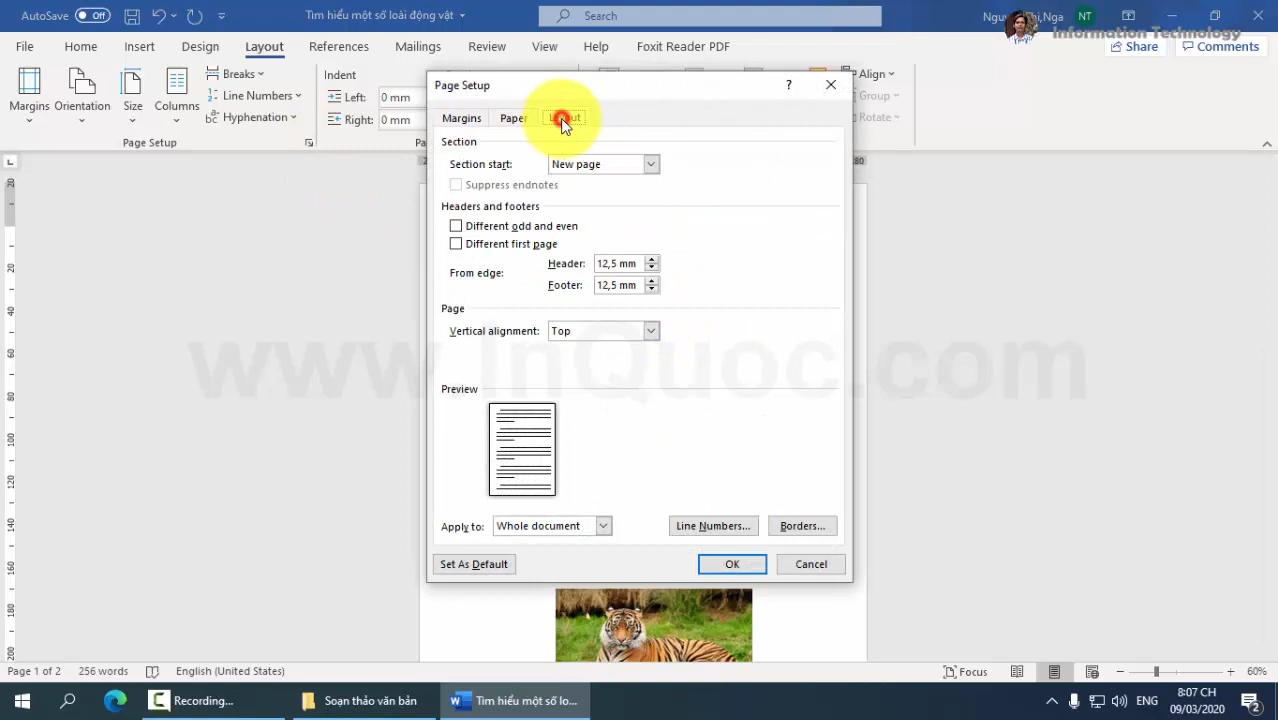 AutoSave Off Tìm hiểu một số loài động vật Search Nga NT
Information Technology
File Home Insert Design Layout References Mailings Review View Help Foxit Reader PDF Share Comments
Margins Orientation Size Columns
Breaks
Line Numbers
Hyphenation
Page Setup
Indent
Left: 0 mm
Right: 0 mm
Align
Group
Rotate
Page Setup ?
Margins Paper Layout
Section
Section start: New page
Suppress endnotes
Headers and footers
Different odd and even
Different first page
From edge:
Header: 12,5 mm
Footer: 12,5 mm
Page
Vertical alignment: Top
www.InQuoc.com
Preview
Apply to: Whole document Line Numbers... Borders...
Set As Default OK Cancel
Page 1 of 2 256 words English (United States) Focus 60%
Recording... Soạn thảo văn bản Tìm hiểu một số lo... ENG 8:07 CH
09/03/2020 2